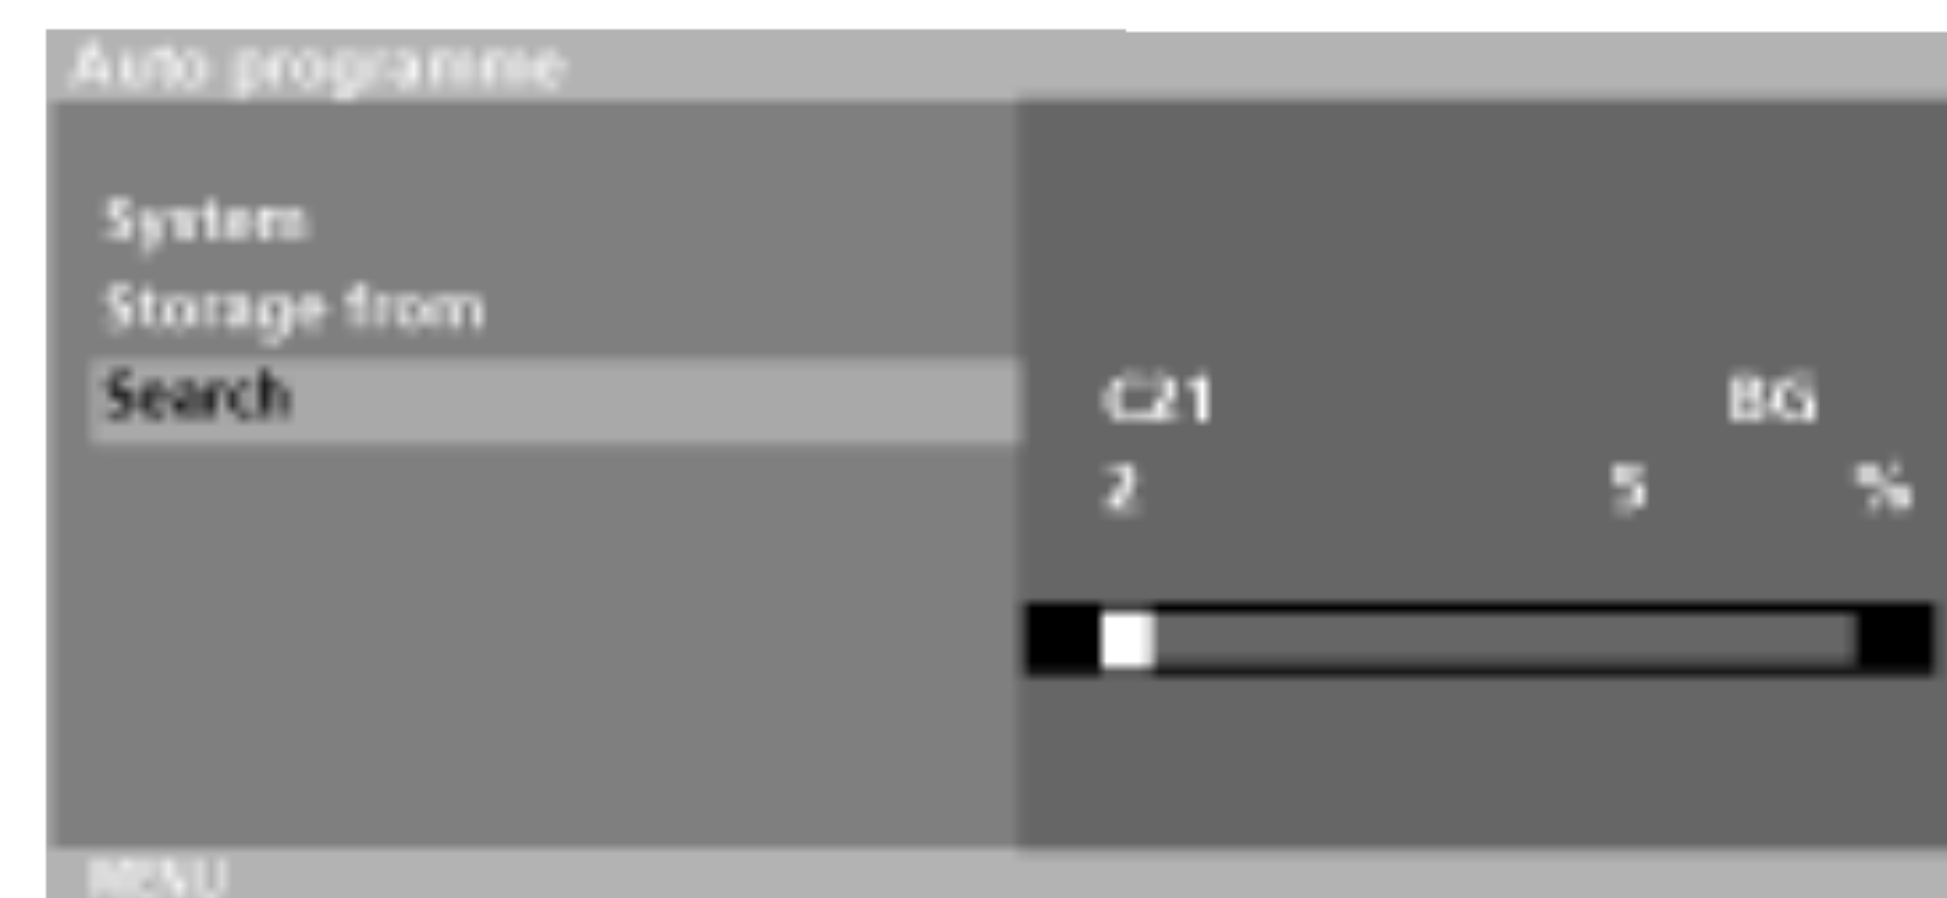 Auto programme
System
Storage from
Search C21 BG
2 5 %
MENU